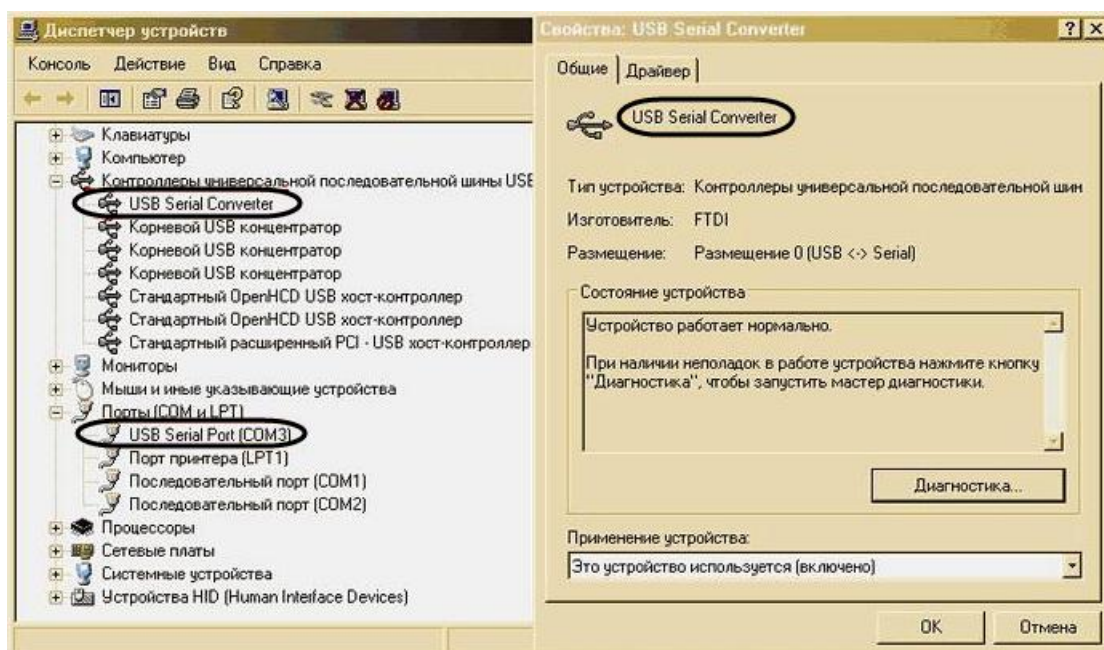 Диспетчер устройств
Консоль Действие Вид Справка
Клавиатуры
Компьютер
Контроллеры универсальной последовательной шины USB
USB Serial Converter
Корневой USB концентратор
Корневой USB концентратор
Корневой USB концентратор
Стандартный OpenHCD USB хост-контроллер
Стандартный OpenHCD USB хост-контроллер
Стандартный расширенный PCI - USB хост-контроллер
Мониторы
Мыши и иные указывающие устройства
Порты (COM и LPT)
USB Serial Port (COM3)
Порт принтера (LPT1)
Последовательный порт (COM1)
Последовательный порт (COM2)
Процессоры
Сетевые платы
Системные устройства
Устройства HID (Human Interface Devices)
Свойства: USB Serial Converter
Общие Драйвер
USB Serial Converter
Тип устройства: Контроллеры универсальной последовательной шин
Изготовитель: FTDI
Размещение: Размещение 0 (USB <-> Serial)
Состояние устройства
Устройство работает нормально.
При наличии неполадок в работе устройства нажмите кнопку
"Диагностика", чтобы запустить мастер диагностики.
Диагностика...
Применение устройства:
Это устройство используется (включено)
OK Отмена